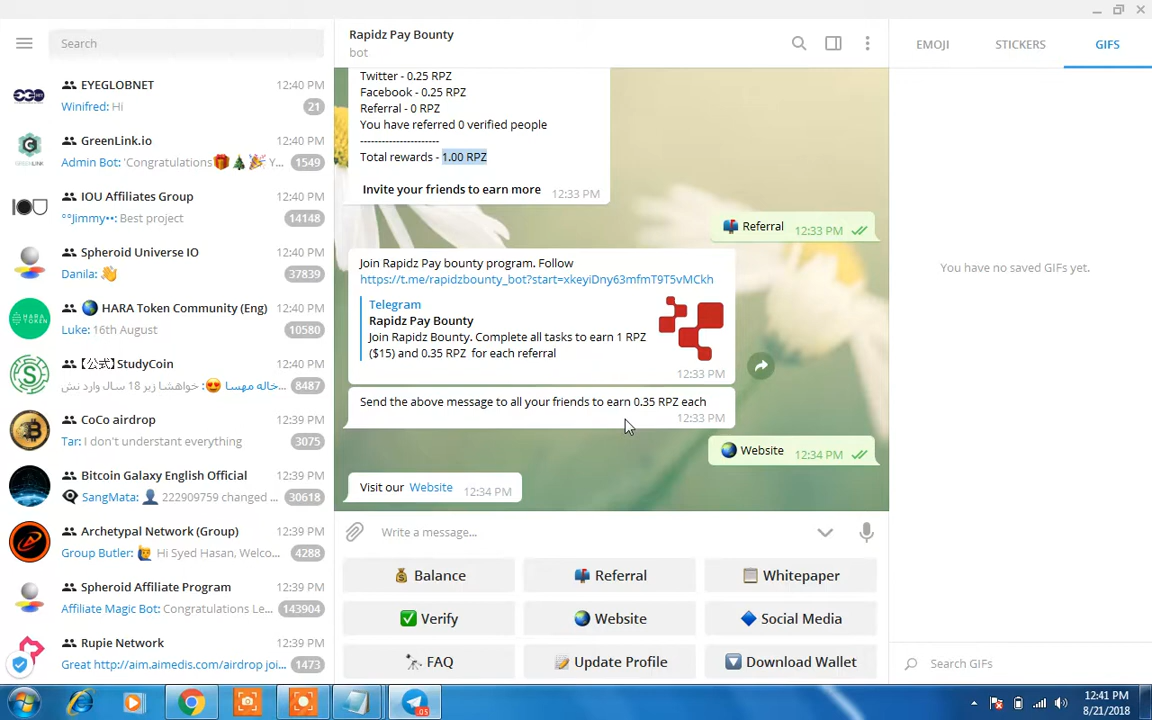 Search
EYEGLOBNET 12:40 PM
Winifred: Hi 21
GreenLink.io 12:40 PM
Admin Bot: 'Congratulations🎁🎄🎉 Y... 1549
IOU Affiliates Group 12:40 PM
°°Jimmy••: Best project 14148
Spheroid Universe IO 12:40 PM
Danila: 👋 37839
🌏 HARA Token Community (Eng) 12:40 PM
Luke: 16th August 10580
【公式】StudyCoin 12:40 PM
خاله مهسا 😍: خواهشا زیر 18 سال وارد نش... 8487
CoCo airdrop 12:39 PM
Tar: I don't understant everything 3075
Bitcoin Galaxy English Official 12:39 PM
SangMata: 👤 222909759 changed ... 30618
Archetypal Network (Group) 12:39 PM
Group Butler: 🙋 Hi Syed Hasan, Welco... 4288
Spheroid Affiliate Program 12:39 PM
Affiliate Magic Bot: Congratulations Le... 143904
Rupie Network 12:39 PM
Great http://aim.aimedis.com/airdrop joi... 1473
Rapidz Pay Bounty
bot
Twitter - 0.25 RPZ
Facebook - 0.25 RPZ
Referral - 0 RPZ
You have referred 0 verified people
----------------------
Total rewards - 1.00 RPZ
Invite your friends to earn more 12:33 PM
📫 Referral 12:33 PM
Join Rapidz Pay bounty program. Follow
https://t.me/rapidzbounty_bot?start=xkeyiDny63mfmT9T5vMCkh
Telegram
Rapidz Pay Bounty
Join Rapidz Bounty. Complete all tasks to earn 1 RPZ
($15) and 0.35 RPZ for each referral
12:33 PM
Send the above message to all your friends to earn 0.35 RPZ each
12:33 PM
🌏 Website 12:34 PM
Visit our Website 12:34 PM
Write a message...
💰 Balance
📫 Referral
📋 Whitepaper
✅ Verify
🌏 Website
🔷 Social Media
🔭 FAQ
📝 Update Profile
🔽 Download Wallet
EMOJI STICKERS GIFS
You have no saved GIFs yet.
Search GIFs
05
12:41 PM
8/21/2018